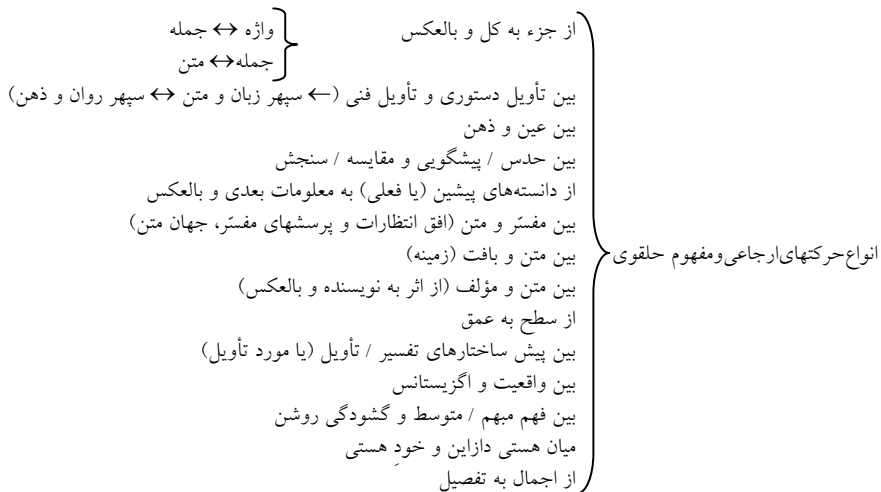 از جزء به کل و بالعکس
واژه ↔ جمله
جمله↔ متن
بین تأویل دستوری و تأویل فنی (← سپهر زبان و متن ↔ سپهر روان و ذهن)
بین عین و ذهن
بین حدس / پیشگویی و مقایسه / سنجش
از دانسته‌های پیشین (یا فعلی) به معلومات بعدی و بالعکس
بین مفسّر و متن (افق انتظارات و پرسشهای مفسّر، جهان متن)
بین متن و بافت (زمینه)
بین متن و مؤلف (از اثر به نویسنده و بالعکس)
از سطح به عمق
بین پیش ساختارهای تفسیر / تأویل (یا مورد تأویل)
بین واقعیت و اگزیستانس
بین فهم مبهم / متوسط و گشودگی روشن
میان هستی دازاین و خودِ هستی
از اجمال به تفصیل
انواع‌حرکتهای‌ارجاعی‌ومفهوم حلقوی